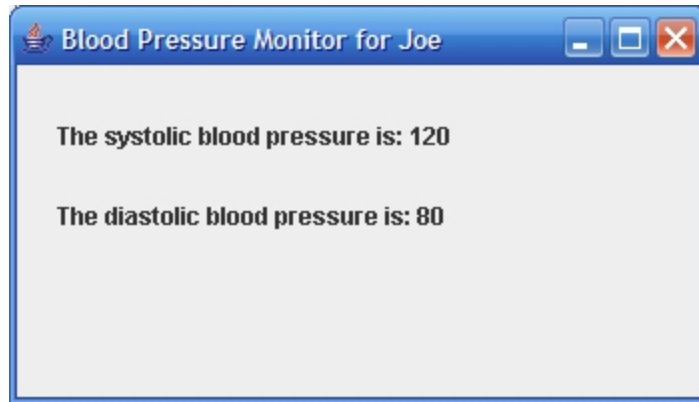 Blood Pressure Monitor for Joe
The systolic blood pressure is: 120
The diastolic blood pressure is: 80